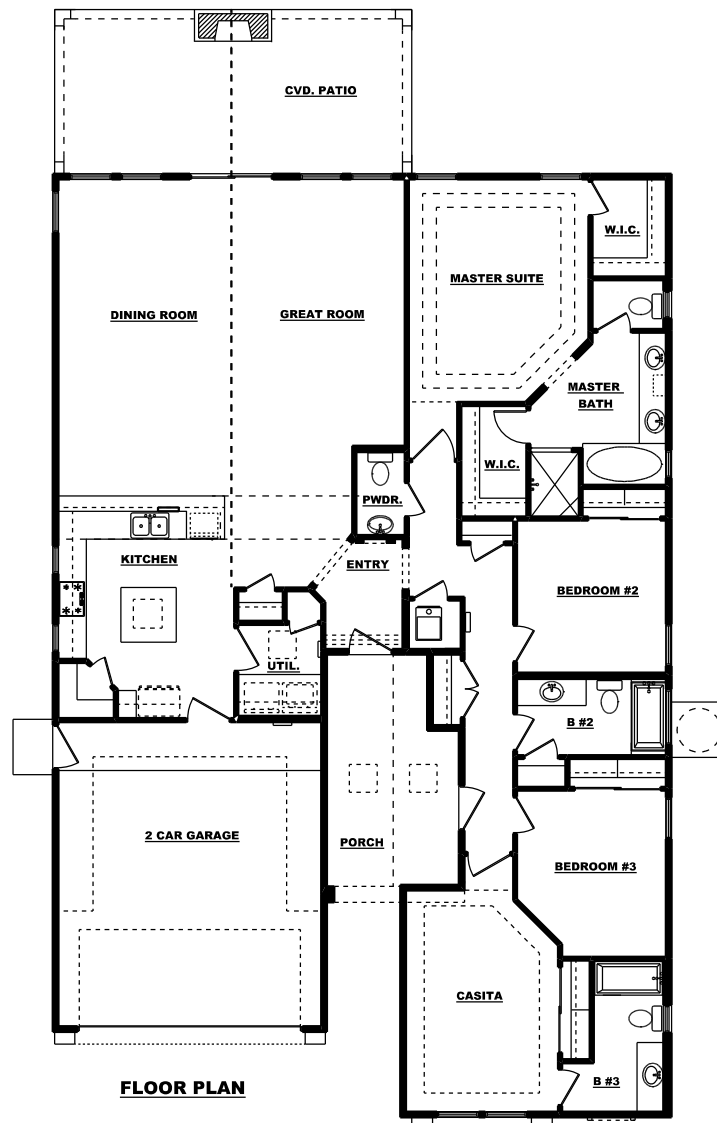 CVD. PATIO
W.I.C.
MASTER SUITE
DINING ROOM
GREAT ROOM
MASTER
BATH
W.I.C.
PWDR.
KITCHEN
ENTRY
BEDROOM #2
UTIL.
B #2
2 CAR GARAGE
PORCH
BEDROOM #3
CASITA
B #3
FLOOR PLAN